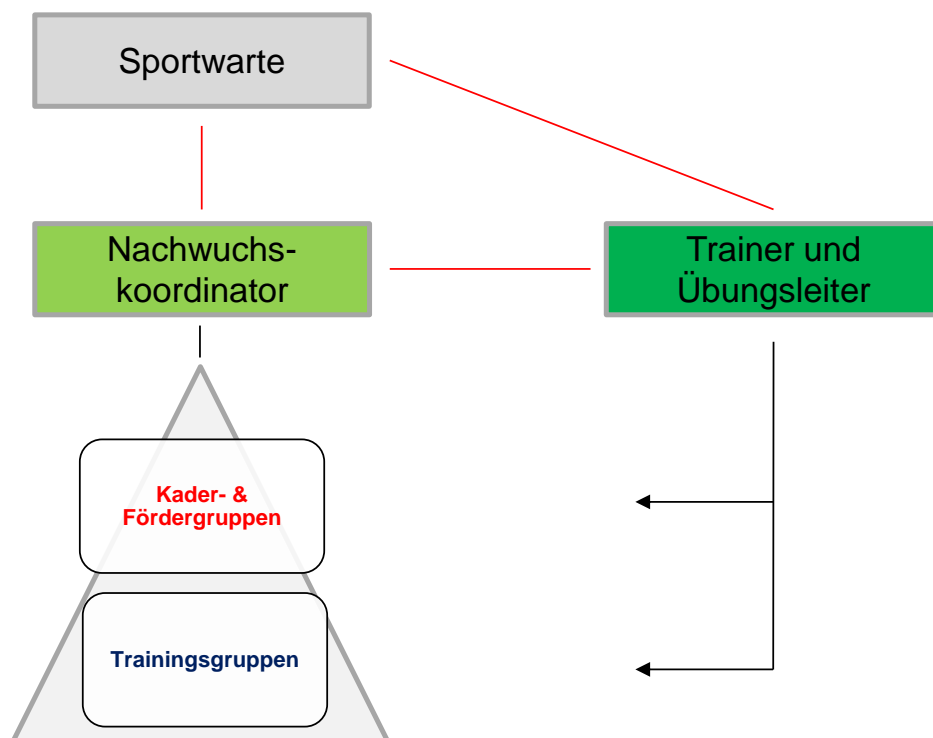 Sportwarte
Nachwuchs-
koordinator
Trainer und
Übungsleiter
Kader- &
Fördergruppen
Trainingsgruppen